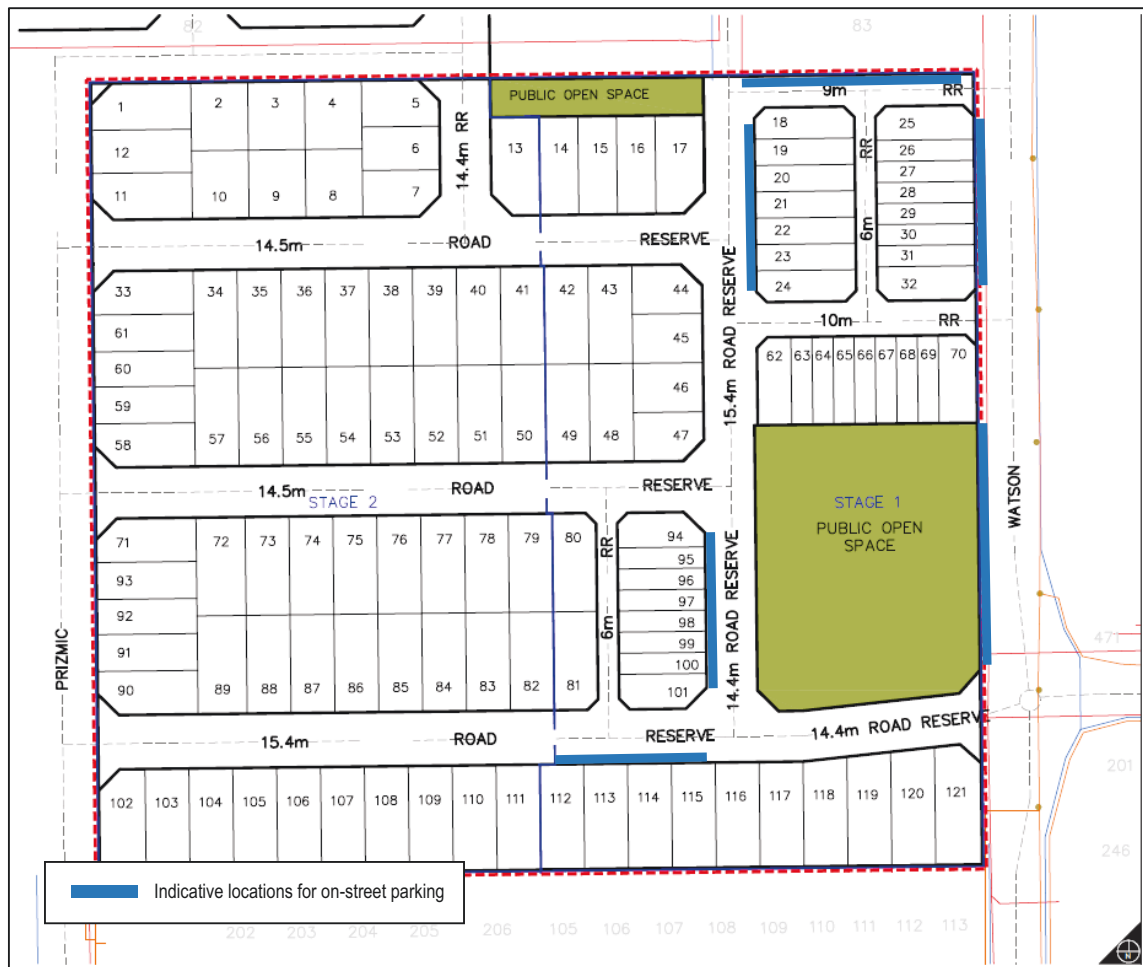 82
83
PUBLIC OPEN SPACE
9m RR
1 2 3 4 5
12 6
11 10 9 8 7
14.4m RR
13 14 15 16 17
18
19
20
21
22
23
24
6m RR
25
26
27
28
29
30
31
32
14.5m ROAD RESERVE
15.4m ROAD RESERVE
10m RR
33 34 35 36 37 38 39 40 41 42 43 44
61 45
60 46
59
58 57 56 55 54 53 52 51 50 49 48 47
62 63 64 65 66 67 68 69 70
14.5m ROAD RESERVE
STAGE 2
STAGE 1
PUBLIC OPEN
SPACE
WATSON
PRIZMIC
71 72 73 74 75 76 77 78 79 80
93
92
91
90 89 88 87 86 85 84 83 82 81
6m RR
94
95
96
97
98
99
100
101
14.4m ROAD RESERVE
471
15.4m ROAD RESERVE
14.4m ROAD RESERVE
201
246
102 103 104 105 106 107 108 109 110 111 112 113 114 115 116 117 118 119 120 121
Indicative locations for on-street parking
202 203 204 205 206 105 106 107 108 109 110 111 112 113
N